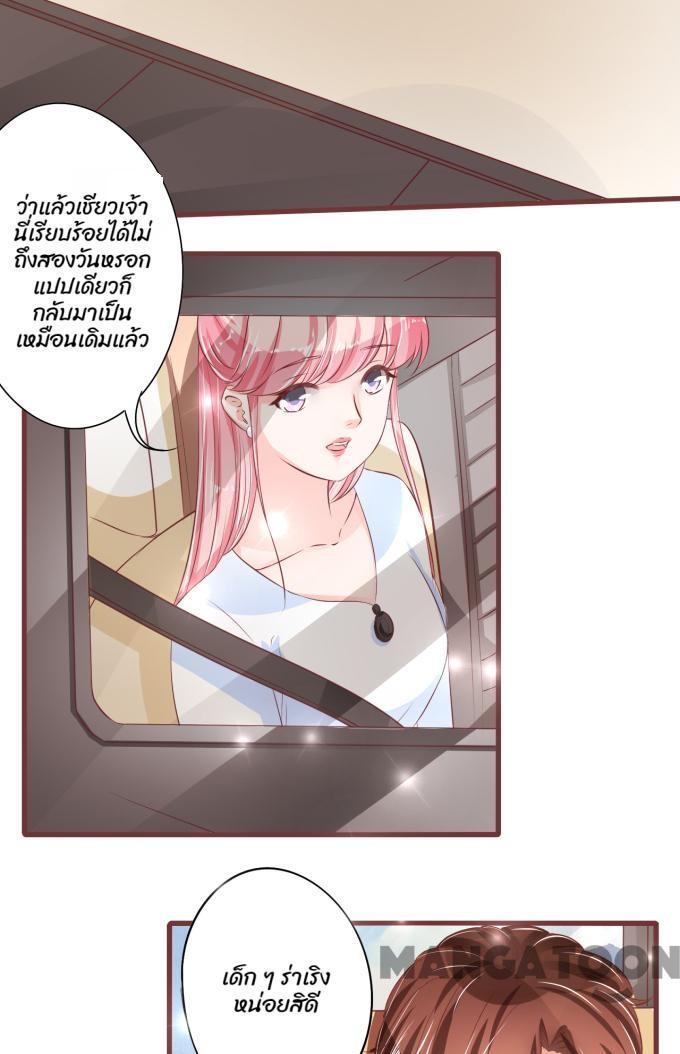 ว่าแล้วเชียวเจ้า
นี่เรียบร้อยได้ไม่
ถึงสองวันหรอก
แปปเดียวก็
กลับมาเป็น
เหมือนเดิมแล้ว
เด็ก ๆ ร่าเริง
หน่อยสิดี
MANGATOON